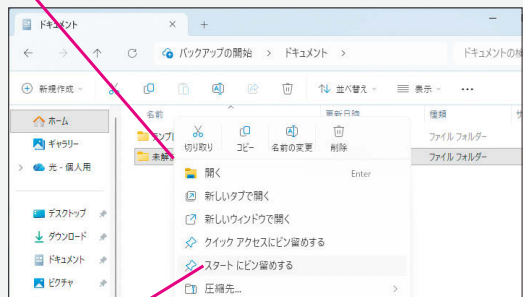 ドキュメント
バックアップの開始 > ドキュメント >
ドキュメントの検
新規作成
並べ替え
表示
名前
更新日時
種類
ホーム
ギャラリー
光 - 個人用
デスクトップ
ダウンロード
ドキュメント
ピクチャ
ファイル フォルダー
ファイル フォルダー
切り取り
コピー
名前の変更
削除
開く
Enter
新しいタブで開く
新しいウィンドウで開く
クイック アクセスにピン留めする
スタート にピン留めする
圧縮先...